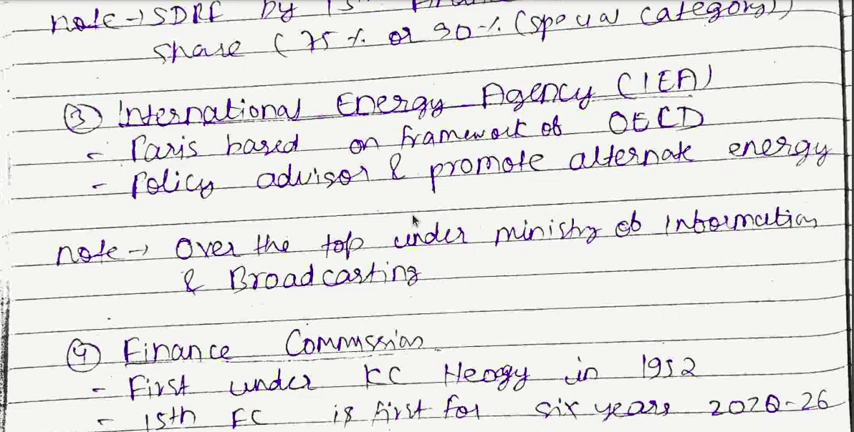 note → SDRF by 15
share (75 % or 90 % (special category))
③ International Energy Agency (IEA)
- Paris based on framework of OECD
- Policy advisor & promote alternate energy
note → Over the top under ministry of Information
& Broadcasting
④ Finance Commission
- First under KC Neogy in 1952
- 15th FC is first for six years 2020-26